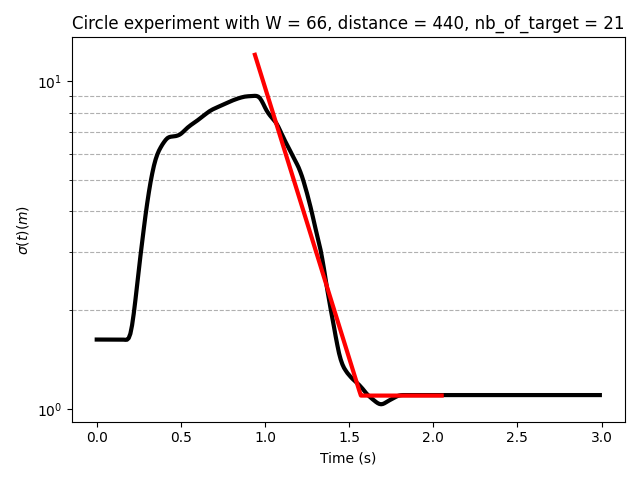 Circle experiment with W = 66, distance = 440, nb_of_target = 21
10¹
10⁰
σ(t)(m)
0.0 0.5 1.0 1.5 2.0 2.5 3.0
Time (s)